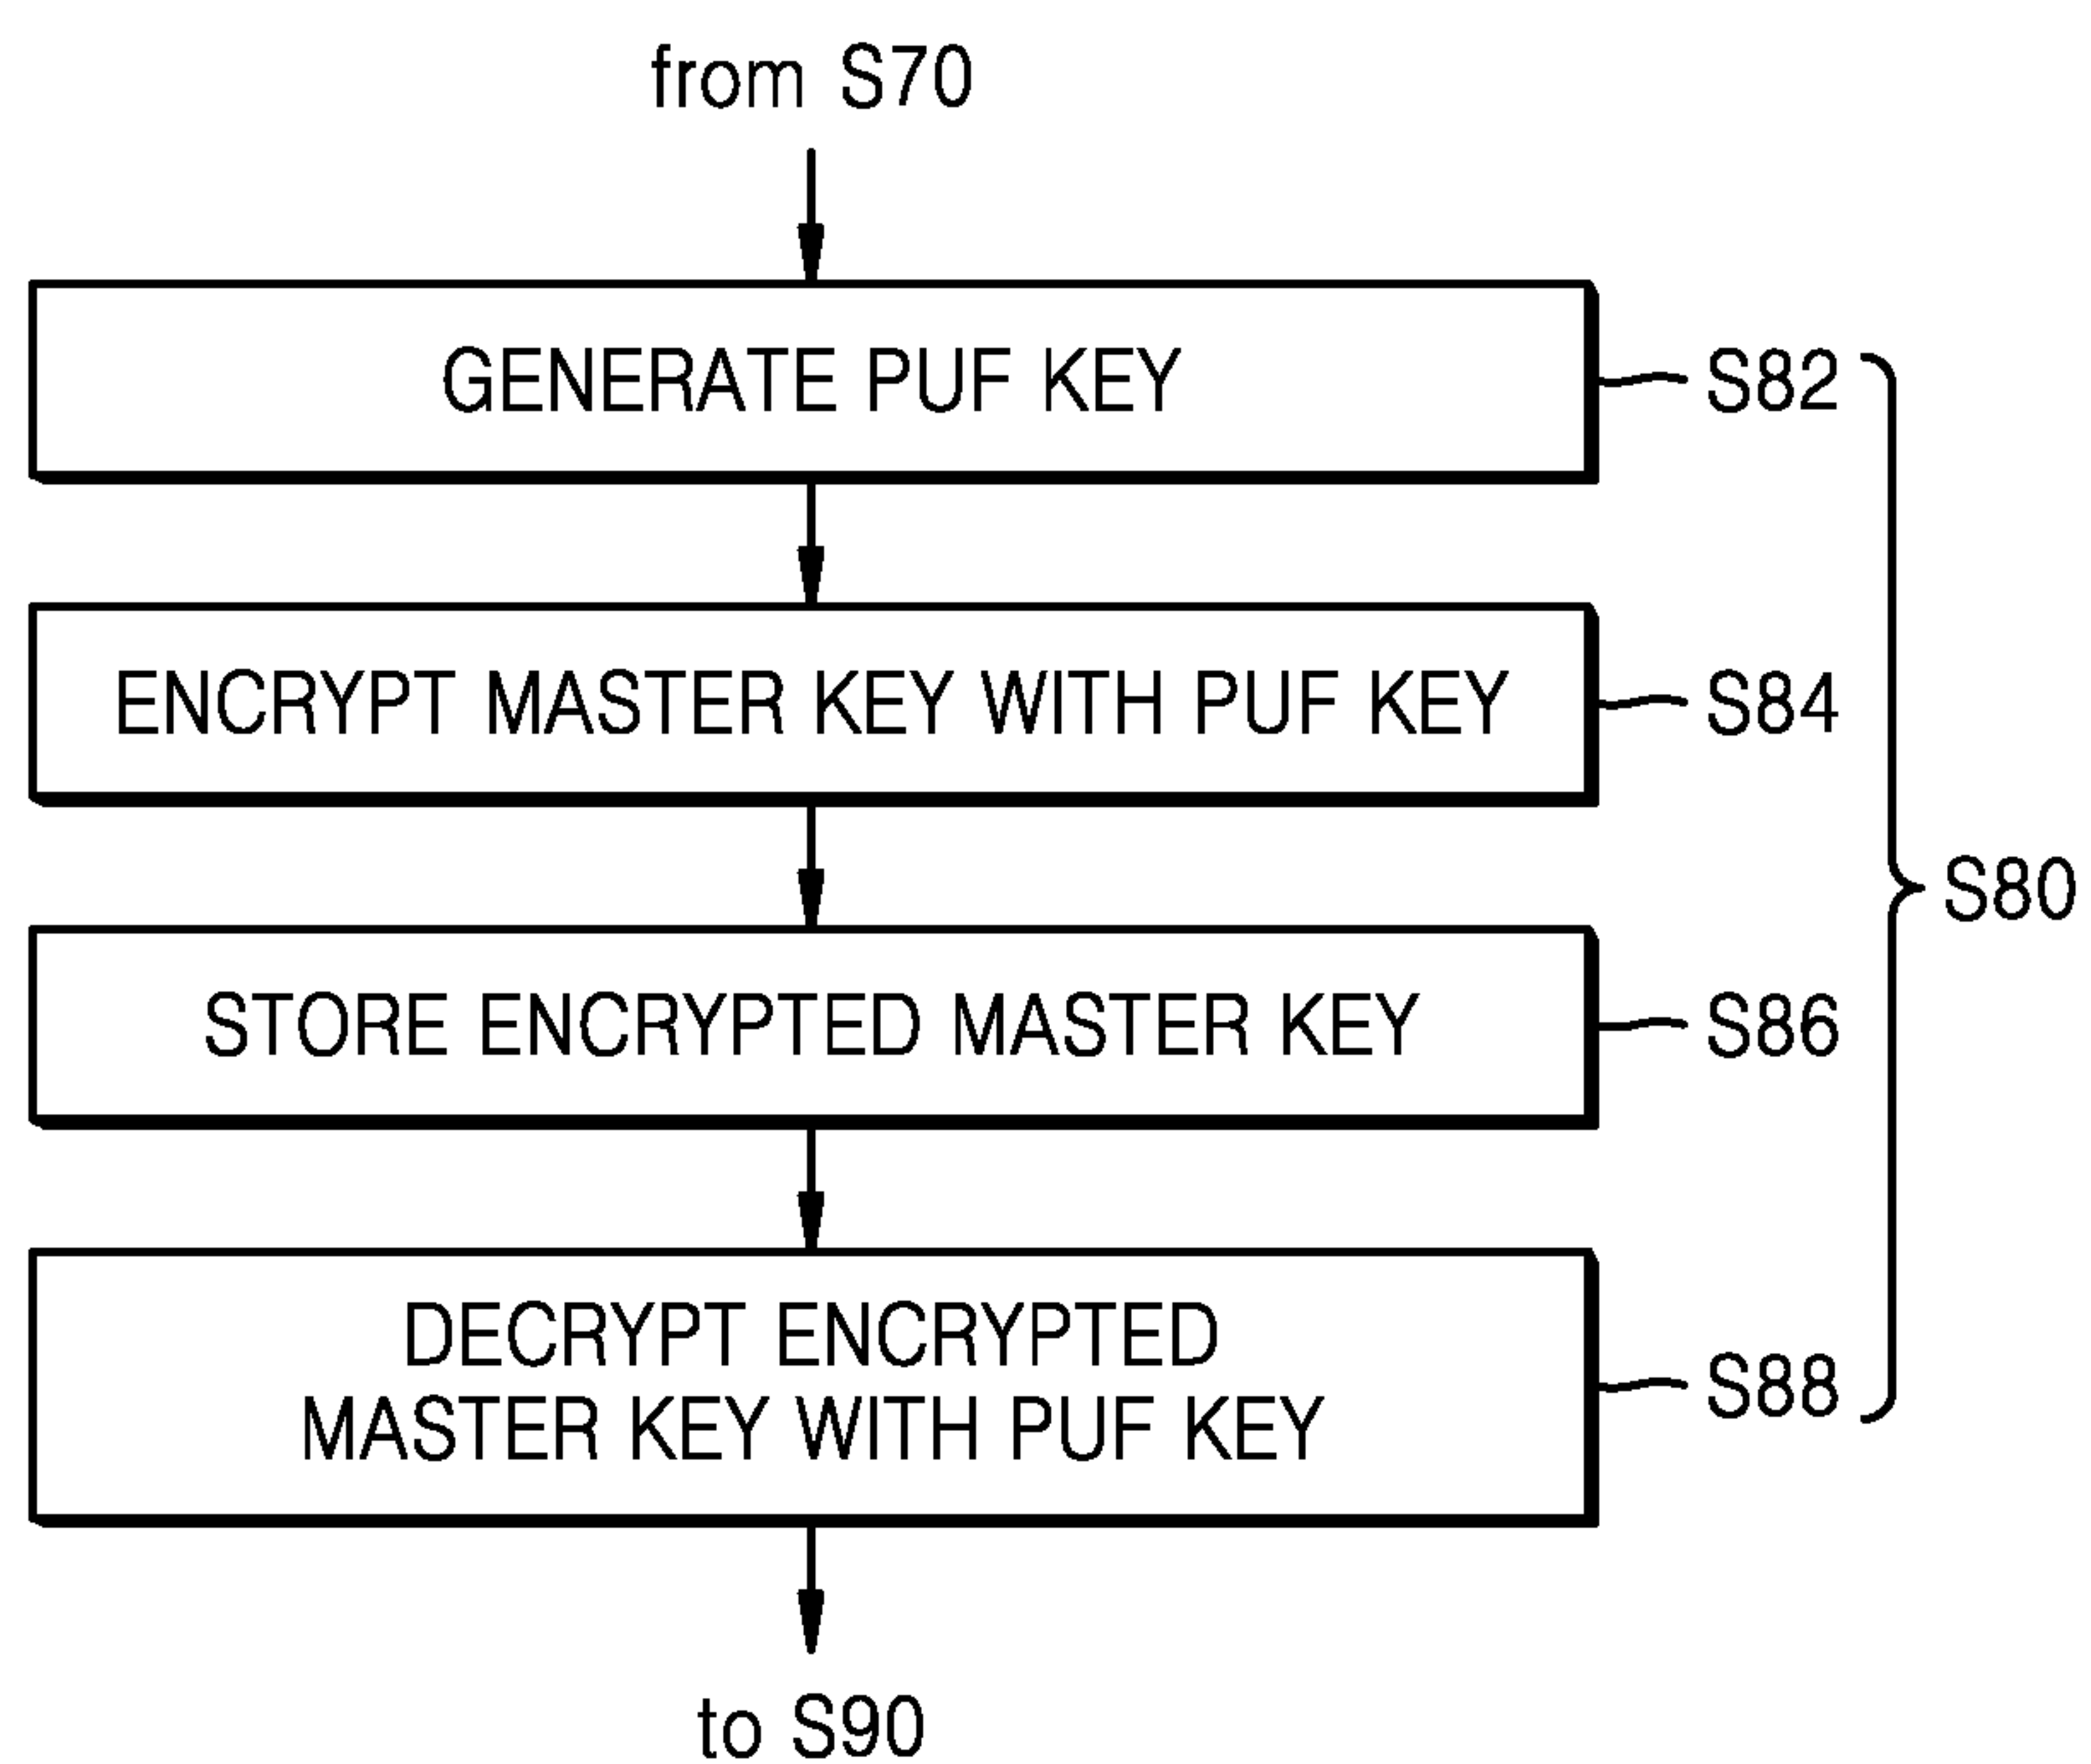 from S70
GENERATE PUF KEY
S82
ENCRYPT MASTER KEY WITH PUF KEY
S84
S80
STORE ENCRYPTED MASTER KEY
S86
DECRYPT ENCRYPTED
MASTER KEY WITH PUF KEY
S88
to S90